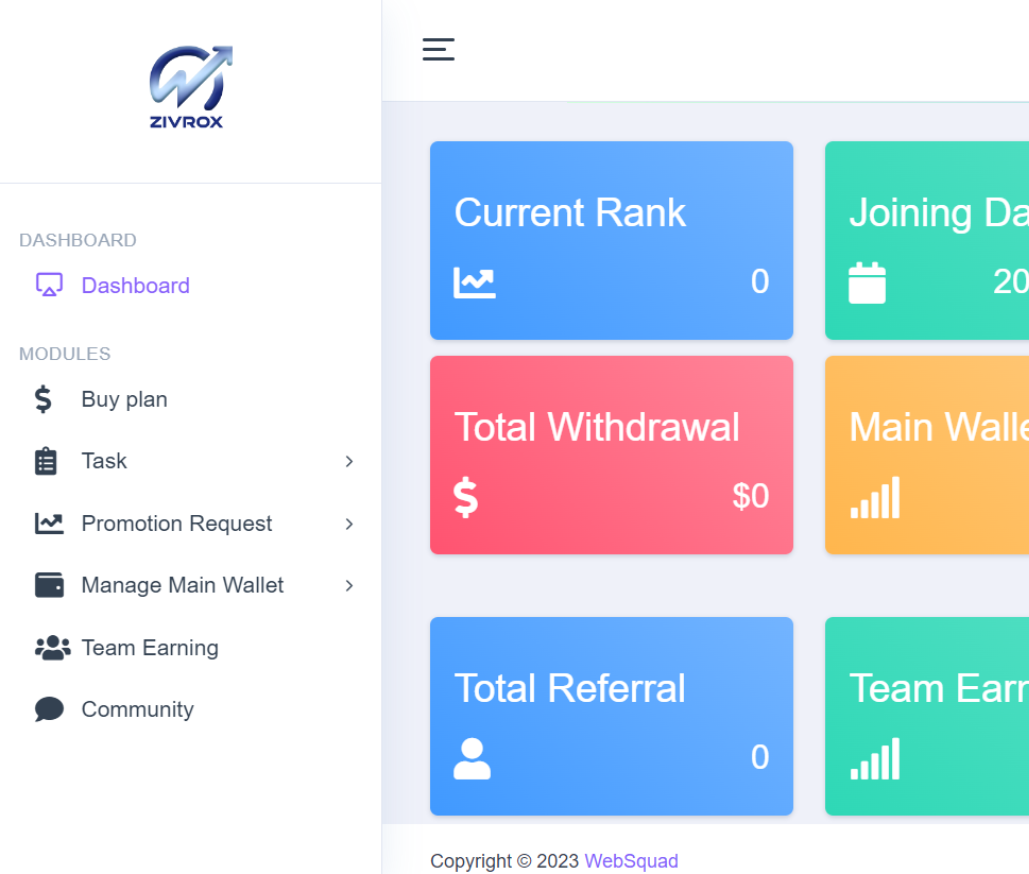 ZIVROX
DASHBOARD
Dashboard
MODULES
Buy plan
Task
Promotion Request
Manage Main Wallet
Team Earning
Community
Current Rank
0
Joining Da
20
Total Withdrawal
$0
Main Walle
Total Referral
0
Team Earn
Copyright © 2023 WebSquad